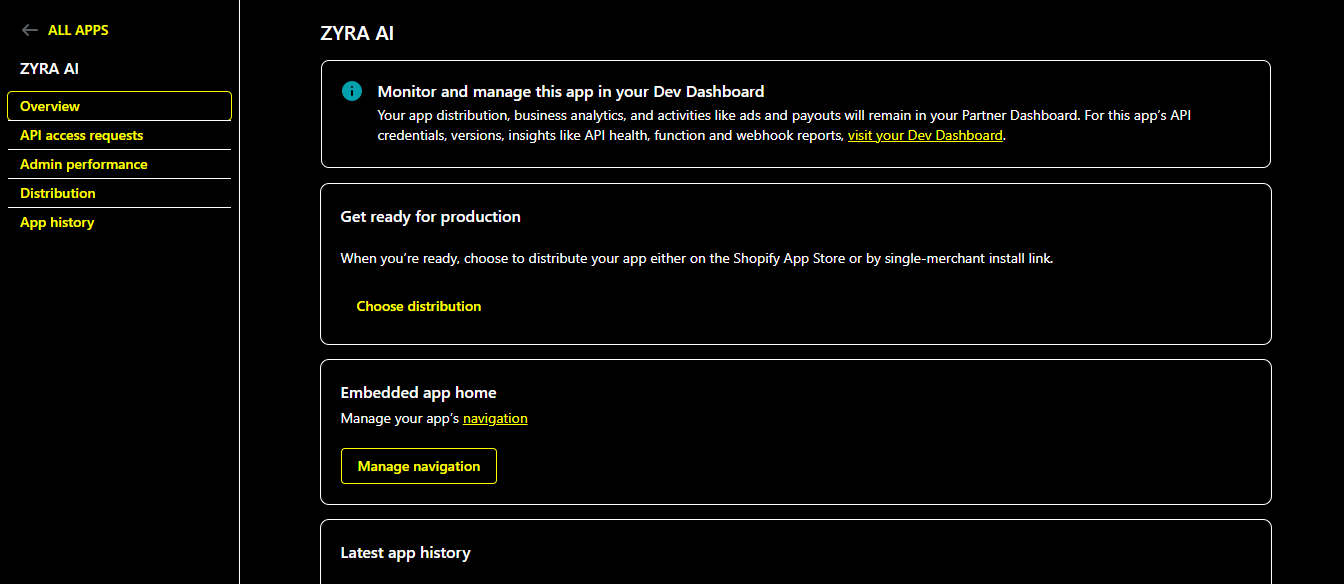 ALL APPS
ZYRA AI
Overview
API access requests
Admin performance
Distribution
App history
ZYRA AI
Monitor and manage this app in your Dev Dashboard
Your app distribution, business analytics, and activities like ads and payouts will remain in your Partner Dashboard. For this app’s API
credentials, versions, insights like API health, function and webhook reports, visit your Dev Dashboard.
Get ready for production
When you’re ready, choose to distribute your app either on the Shopify App Store or by single-merchant install link.
Choose distribution
Embedded app home
Manage your app’s navigation
Manage navigation
Latest app history